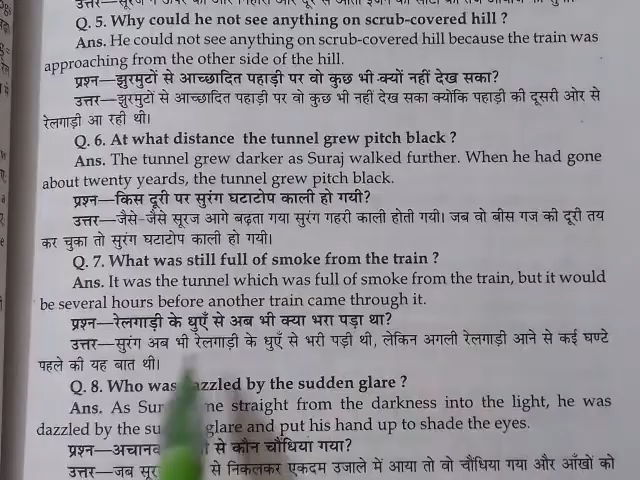 Q. 5. Why could he not see anything on scrub-covered hill ?
Ans. He could not see anything on scrub-covered hill because the train was
approaching from the other side of the hill.
प्रश्न—झुरमुटों से आच्छादित पहाड़ी पर वो कुछ भी क्यों नहीं देख सका?
उत्तर—झुरमुटों से आच्छादित पहाड़ी पर वो कुछ भी नहीं देख सका क्योंकि पहाड़ी की दूसरी ओर से
रेलगाड़ी आ रही थी।
Q. 6. At what distance the tunnel grew pitch black ?
Ans. The tunnel grew darker as Suraj walked further. When he had gone
about twenty yeards, the tunnel grew pitch black.
प्रश्न—किस दूरी पर सुरंग घटाटोप काली हो गयी?
उत्तर—जैसे-जैसे सूरज आगे बढ़ता गया सुरंग गहरी काली होती गयी। जब वो बीस गज की दूरी तय
कर चुका तो सुरंग घटाटोप काली हो गयी।
Q. 7. What was still full of smoke from the train ?
Ans. It was the tunnel which was full of smoke from the train, but it would
be several hours before another train came through it.
प्रश्न—रेलगाड़ी के धुएँ से अब भी क्या भरा पड़ा था?
उत्तर—सुरंग अब भी रेलगाड़ी के धुएँ से भरी पड़ी थी, लेकिन अगली रेलगाड़ी आने से कई घण्टे
पहले की यह बात थी।
Q. 8. Who was dazzled by the sudden glare ?
Ans. As Sur straight from the darkness into the light, he was
dazzled by the glare and put his hand up to shade the eyes.
प्रश्न— से कौन चौंधिया गया?
उत्तर—जब से निकलकर एकदम उजाले में आया तो वो चौंधिया गया और आँखों को